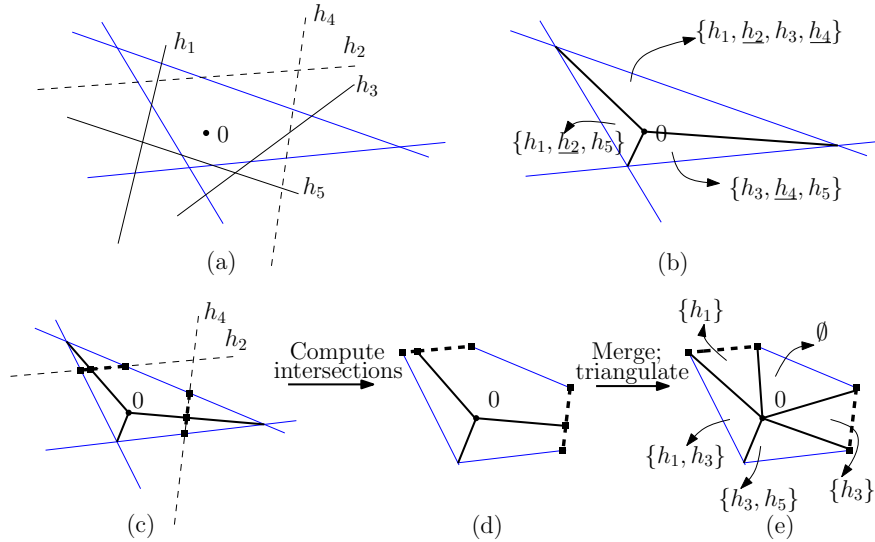 h₄
h₁
h₂
h₃
0
h₅
(a)
{h₁, h₂, h₃, h₄}
{h₁, h₂, h₅}
0
{h₃, h₄, h₅}
(b)
h₄
h₂
0
(c)
Compute
intersections
0
(d)
Merge;
triangulate
{h₁}
∅
0
{h₁, h₃}
{h₃, h₅}
{h₃}
(e)